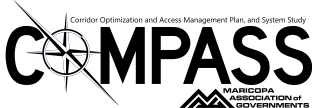 Corridor Optimization and Access Management Plan, and System Study
COMPASS
MARICOPA
ASSOCIATION of
GOVERNMENTS